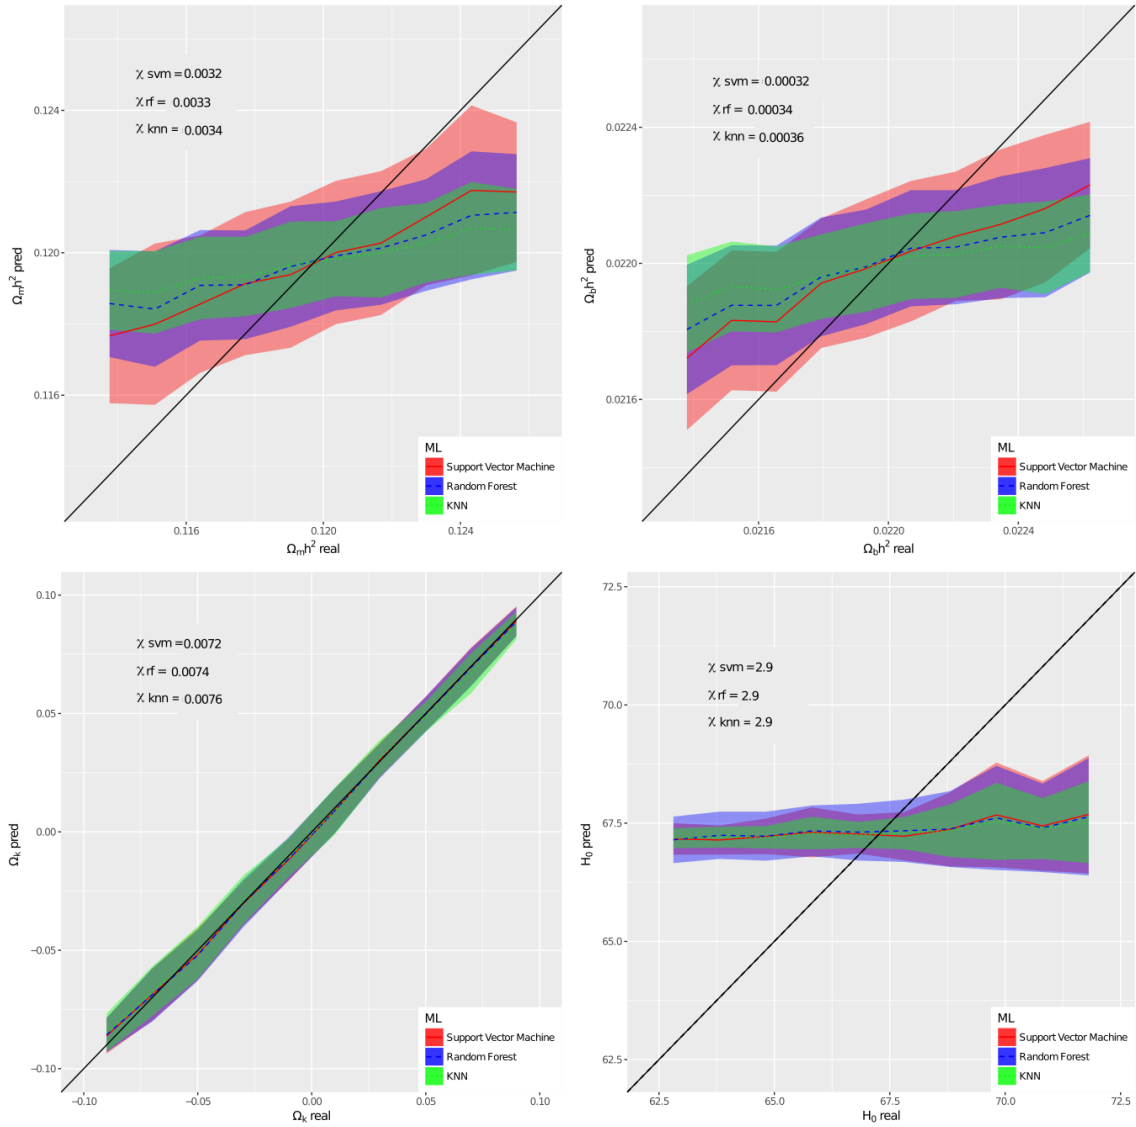 χ svm = 0.0032
χ rf = 0.0033
χ knn = 0.0034
0.124
0.120
0.116
Ωₘh² pred
0.116 0.120 0.124
Ωₘh² real
ML
Support Vector Machine
Random Forest
KNN
χ svm = 0.00032
χ rf = 0.00034
χ knn = 0.00036
0.0224
0.0220
0.0216
Ω_bh² pred
0.0216 0.0220 0.0224
Ω_bh² real
ML
Support Vector Machine
Random Forest
KNN
χ svm = 0.0072
χ rf = 0.0074
χ knn = 0.0076
0.10
0.05
0.00
−0.05
−0.10
Ωₖ pred
−0.10 −0.05 0.00 0.05 0.10
Ωₖ real
ML
Support Vector Machine
Random Forest
KNN
χ svm = 2.9
χ rf = 2.9
χ knn = 2.9
72.5
70.0
67.5
65.0
62.5
H₀ pred
62.5 65.0 67.5 70.0 72.5
H₀ real
ML
Support Vector Machine
Random Forest
KNN